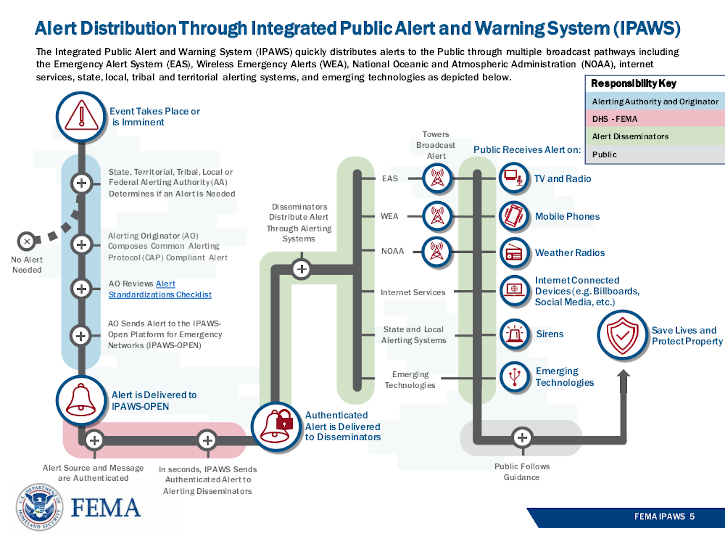 Alert Distribution Through Integrated Public Alert and Warning System (IPAWS)
The Integrated Public Alert and Warning System (IPAWS) quickly distributes alerts to the Public through multiple broadcast pathways including
the Emergency Alert System (EAS), Wireless Emergency Alerts (WEA), National Oceanic and Atmospheric Administration (NOAA), internet
services, state, local, tribal and territorial alerting systems, and emerging technologies as depicted below.
Responsibility Key
Alerting Authority and Originator
DHS - FEMA
Alert Disseminators
Public
Event Takes Place or
is Imminent
State, Territorial, Tribal, Local or
Federal Alerting Authority (AA)
Determines if an Alert is Needed
No Alert
Needed
Alerting Originator (AO)
Composes Common Alerting
Protocol (CAP) Compliant Alert
AO Reviews Alert
Standardizations Checklist
AO Sends Alert to the IPAWS-
Open Platform for Emergency
Networks (IPAWS-OPEN)
Alert is Delivered to
IPAWS-OPEN
Alert Source and Message
are Authenticated
In seconds, IPAWS Sends
Authenticated Alert to
Alerting Disseminators
Authenticated
Alert is Delivered
to Disseminators
Disseminators
Distribute Alert
Through Alerting
Systems
Towers
Broadcast
Alert
EAS
WEA
NOAA
Internet Services
State and Local
Alerting Systems
Emerging
Technologies
Public Receives Alert on:
TV and Radio
Mobile Phones
Weather Radios
Internet Connected
Devices (e.g. Billboards,
Social Media, etc.)
Sirens
Emerging
Technologies
Public Follows
Guidance
Save Lives and
Protect Property
FEMA
FEMA IPAWS 5